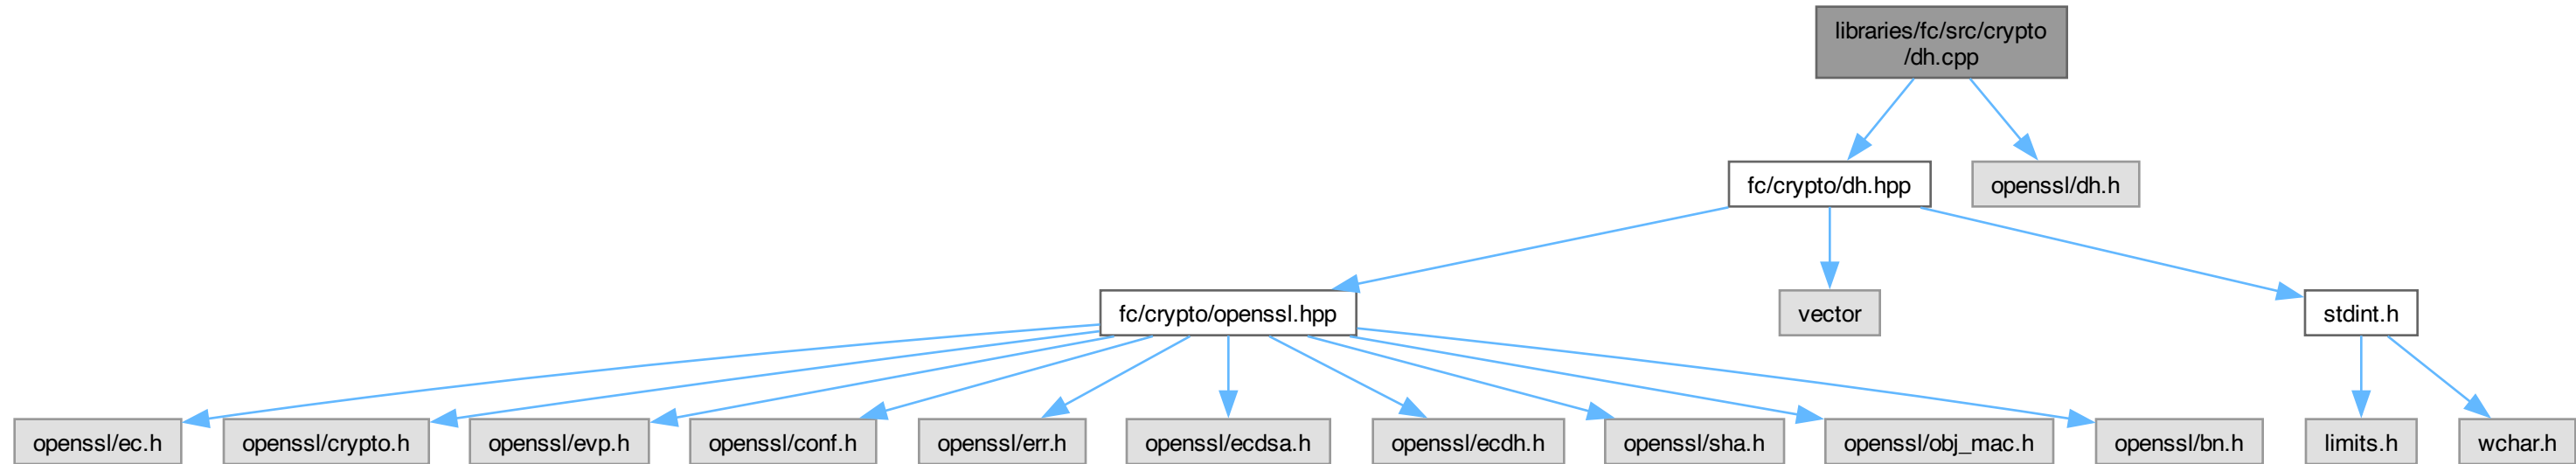 libraries/fc/src/crypto
/dh.cpp
fc/crypto/dh.hpp
openssl/dh.h
fc/crypto/openssl.hpp
vector
stdint.h
openssl/ec.h
openssl/crypto.h
openssl/evp.h
openssl/conf.h
openssl/err.h
openssl/ecdsa.h
openssl/ecdh.h
openssl/sha.h
openssl/obj_mac.h
openssl/bn.h
limits.h
wchar.h